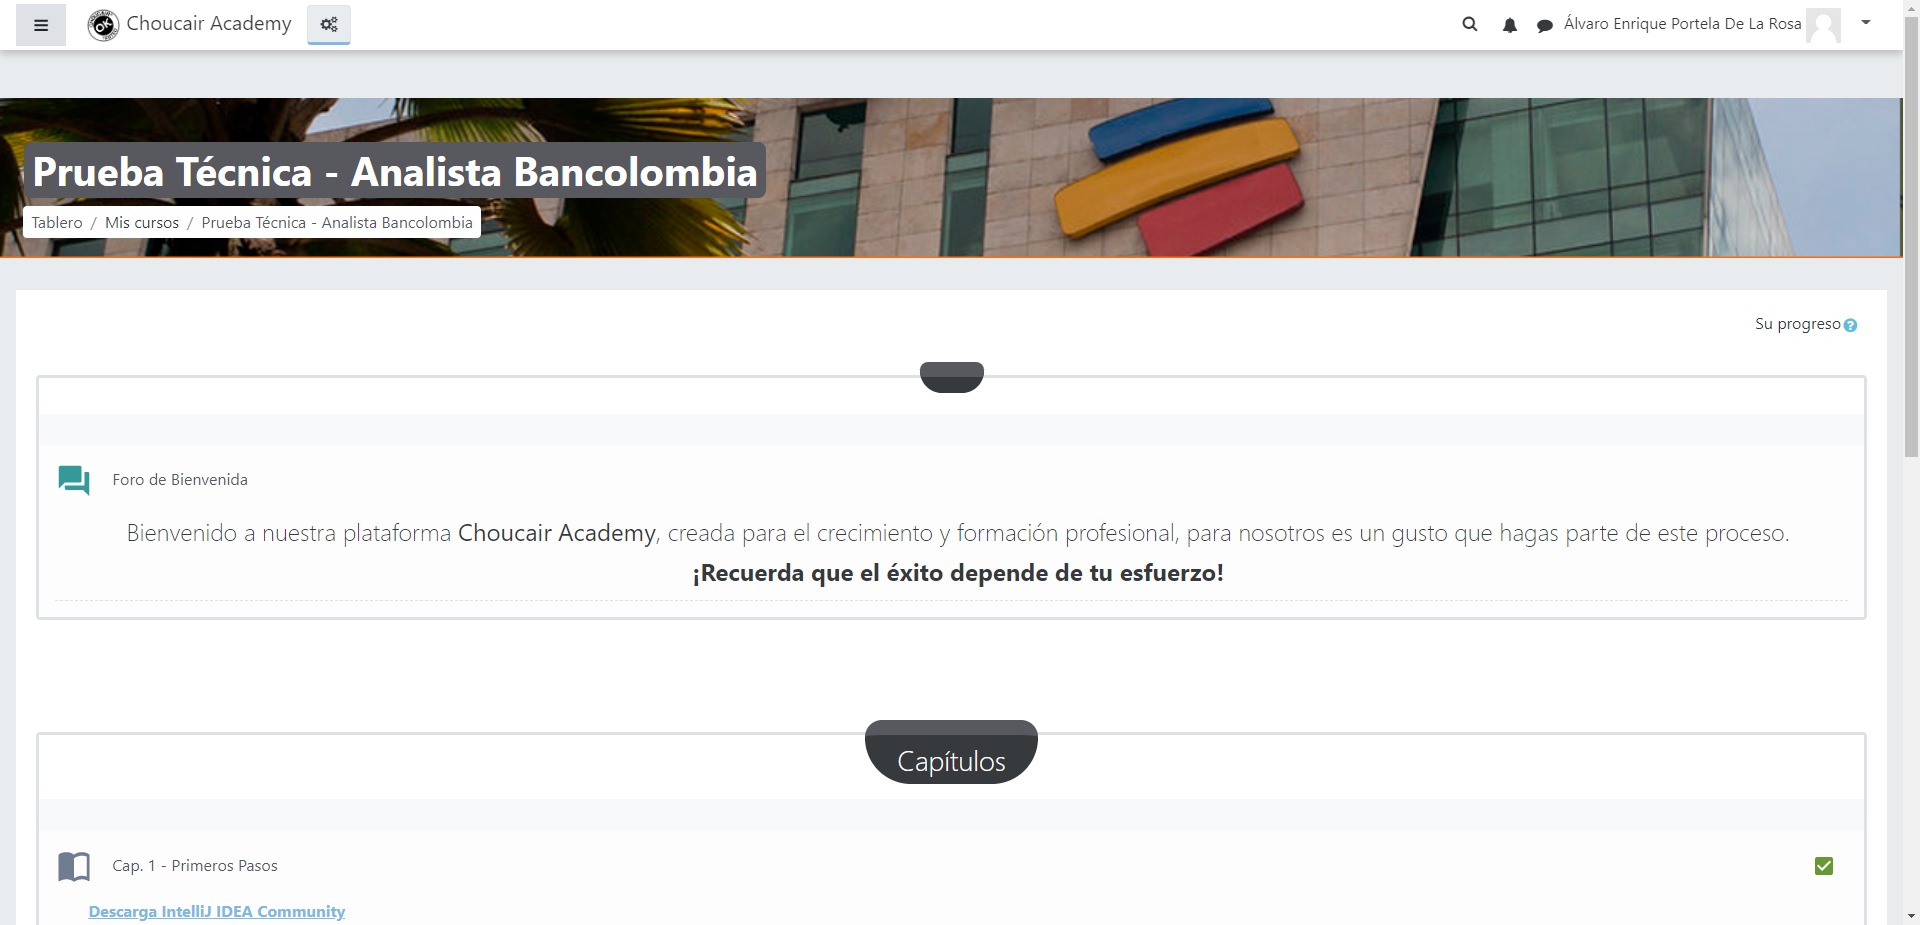 Choucair Academy
Álvaro Enrique Portela De La Rosa
Prueba Técnica - Analista Bancolombia
Tablero / Mis cursos / Prueba Técnica - Analista Bancolombia
Su progreso
Foro de Bienvenida
Bienvenido a nuestra plataforma Choucair Academy, creada para el crecimiento y formación profesional, para nosotros es un gusto que hagas parte de este proceso.
¡Recuerda que el éxito depende de tu esfuerzo!
Capítulos
Cap. 1 - Primeros Pasos
Descarga IntelliJ IDEA Community